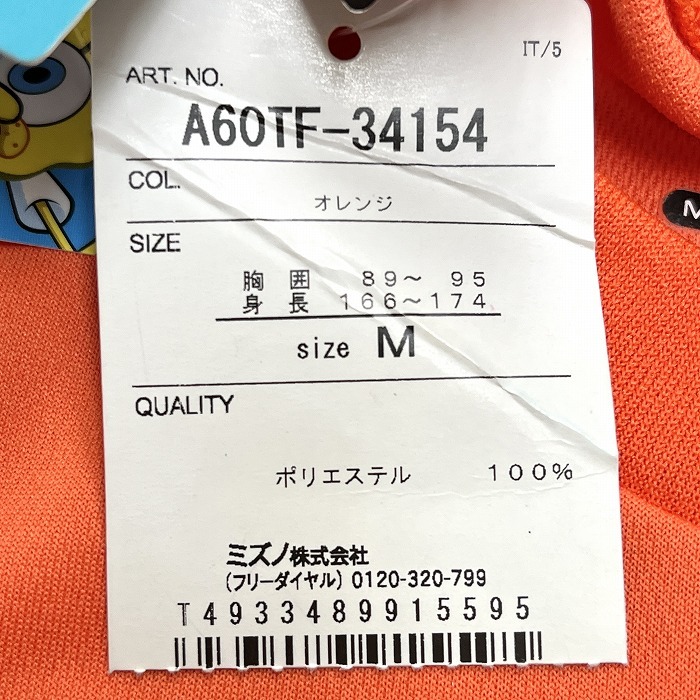 IT/5
ART. NO.
A60TF-34154
COL.
オレンジ
SIZE
胸 囲 89〜 95
身 長 166〜174
size M
QUALITY
ポリエステル 100%
ミズノ株式会社
(フリーダイヤル) 0120-320-799
T4933489915595
M